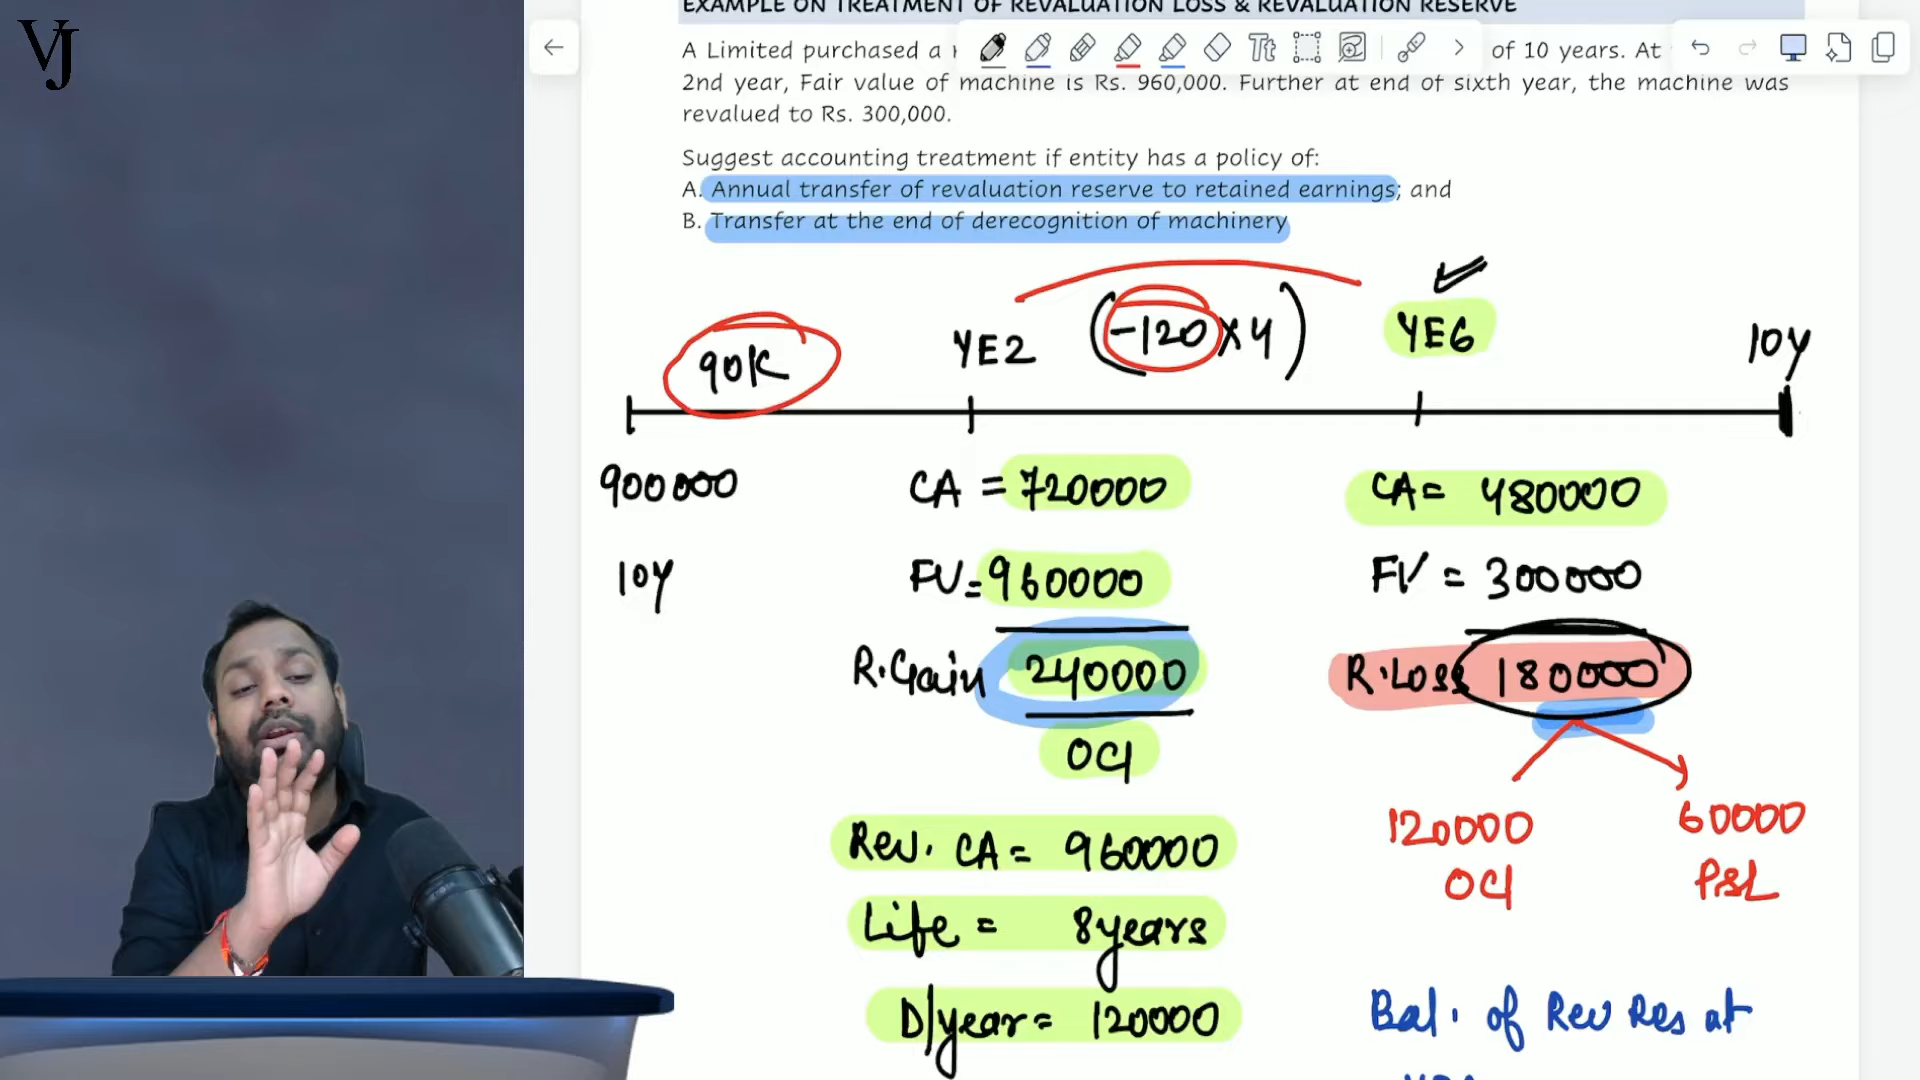 VJ
EXAMPLE ON TREATMENT OF REVALUATION LOSS & REVALUATION RESERVE
A Limited purchased a of 10 years. At
2nd year, Fair value of machine is Rs. 960,000. Further at end of sixth year, the machine was
revalued to Rs. 300,000.
Suggest accounting treatment if entity has a policy of:
A. Annual transfer of revaluation reserve to retained earnings; and
B. Transfer at the end of derecognition of machinery
Tt
90K YE2 (-120 x 4) YE6 10y
900000 CA = 720000 CA = 480000
10y FV = 960000 FV = 300000
R.Gain 240000 R.Loss 180000
OCI
120000 60000
OCI P&L
Rev. CA = 960000
Life = 8years
D/year = 120000
Bal. of Rev Res at